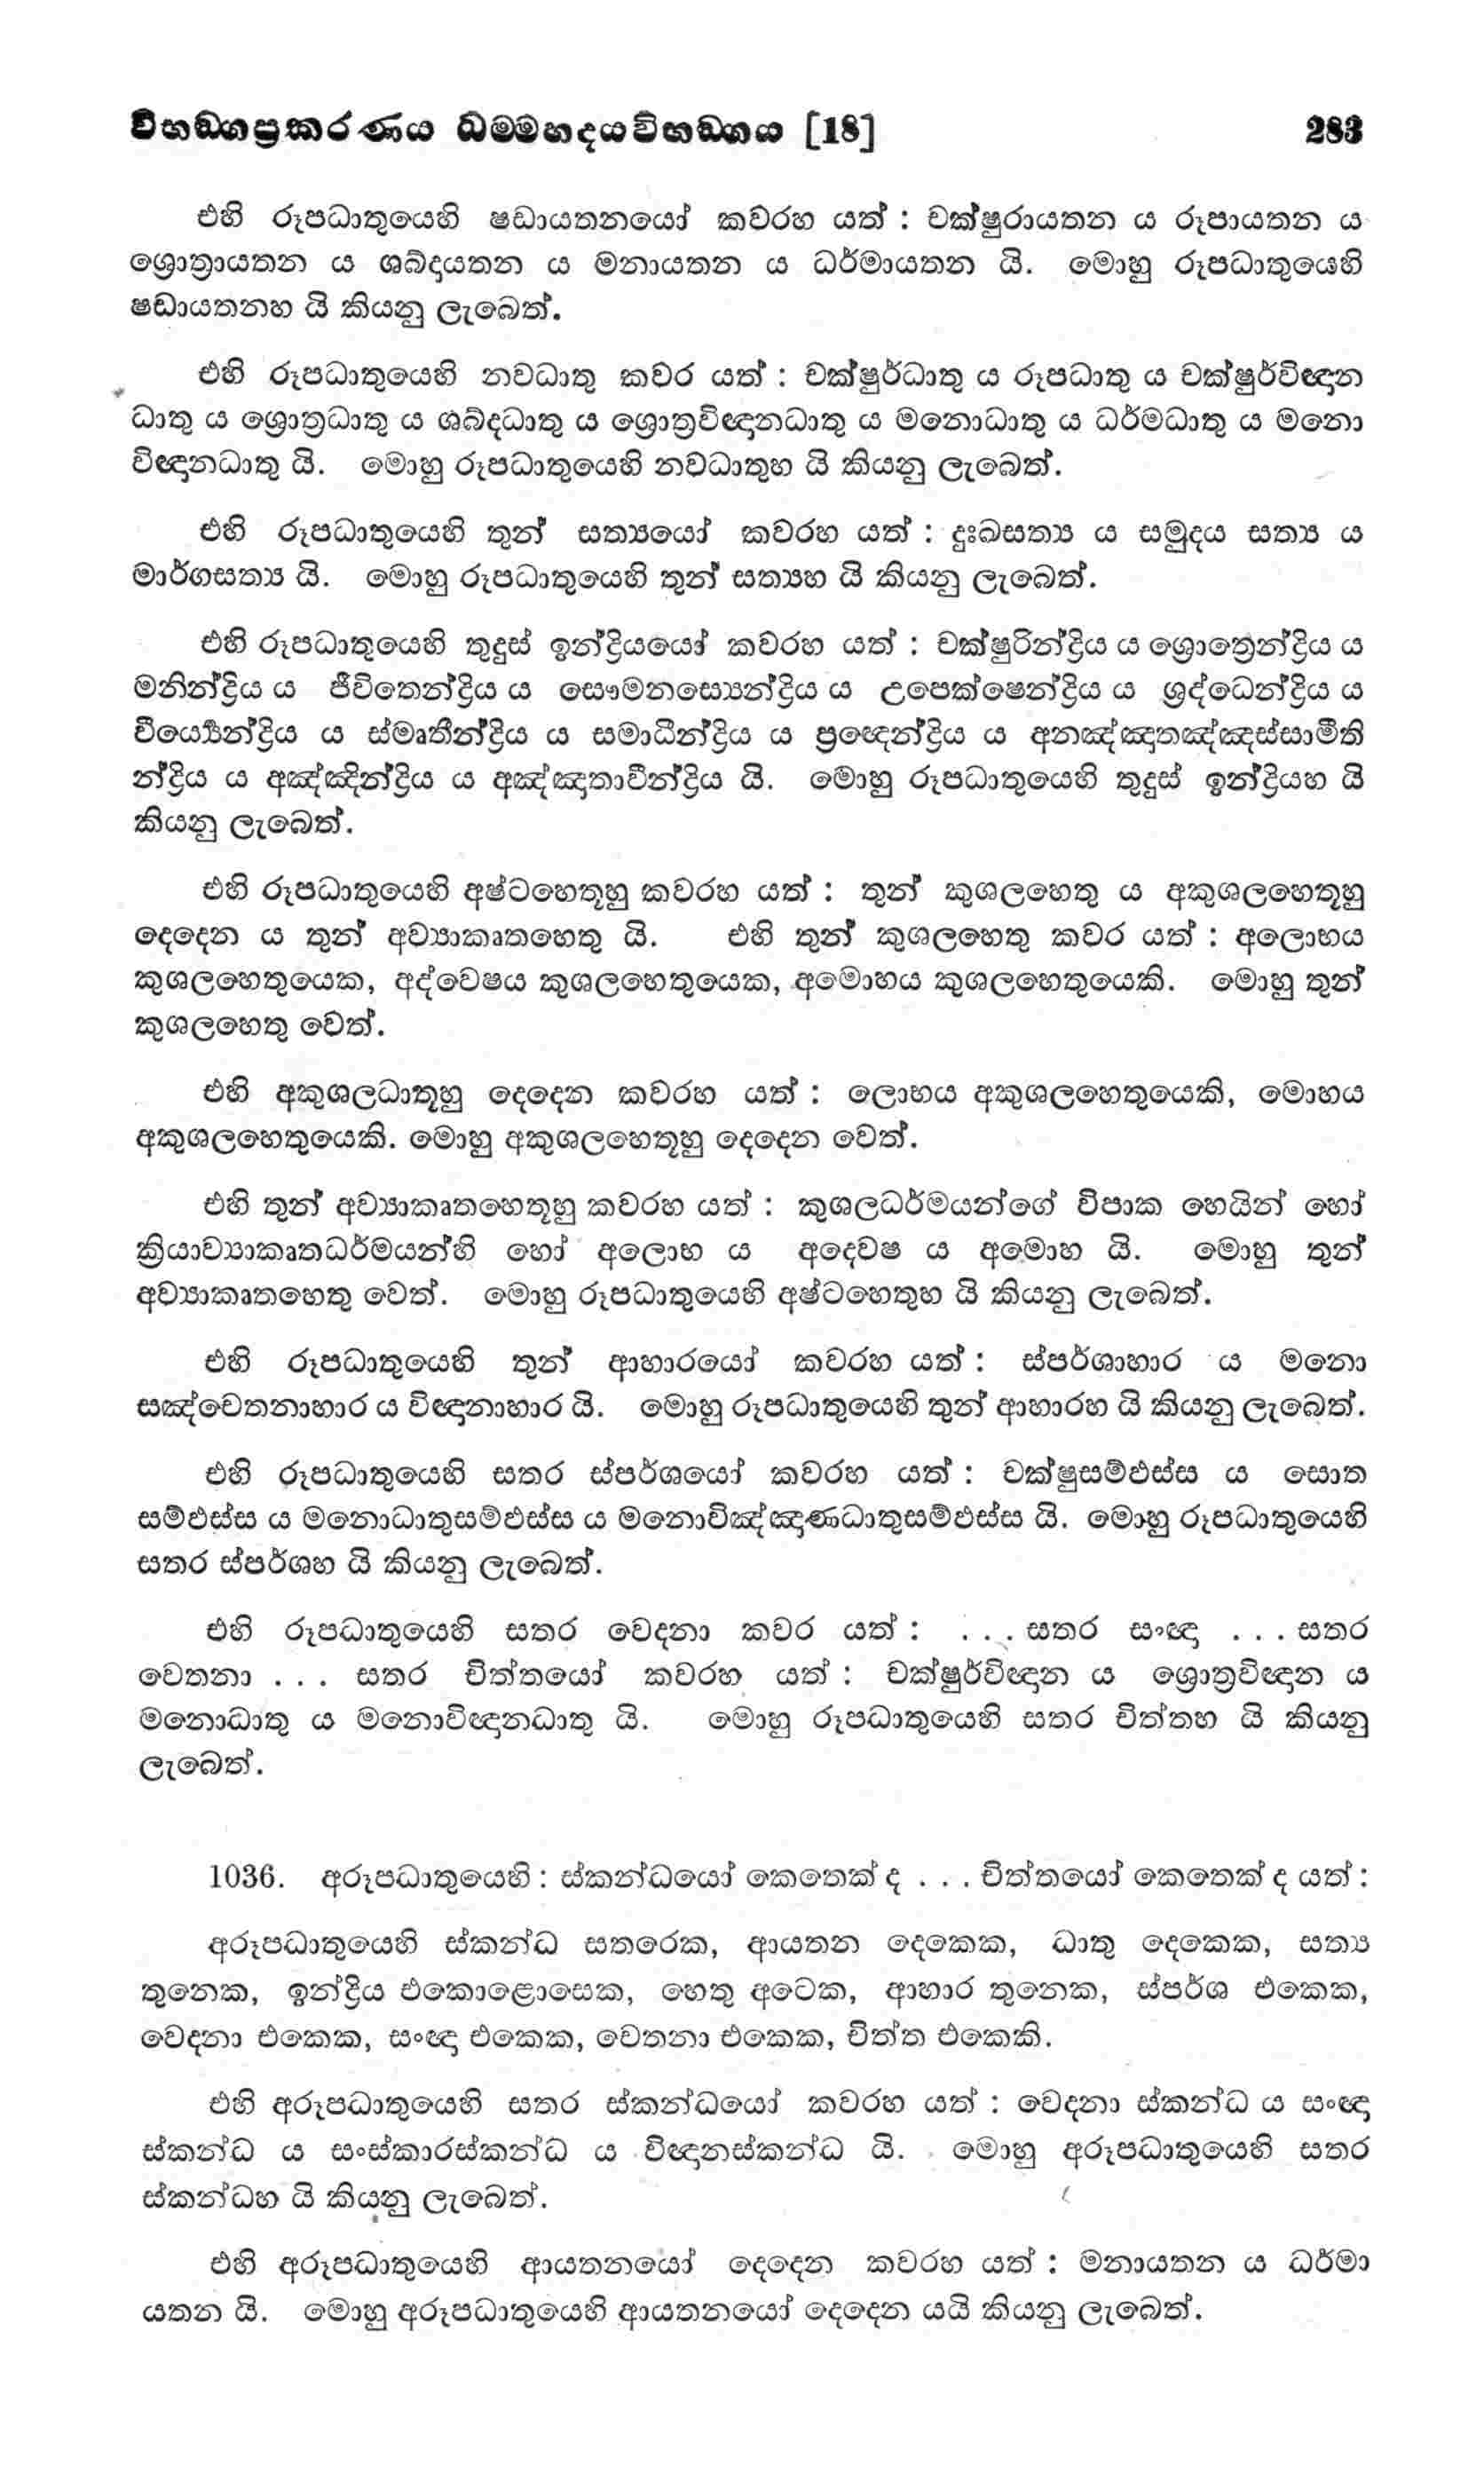 විභඞ්ගප්‍රකරණය ධම්මහදයවිභඞ්ගය [18] 283
එහි රූපධාතුයෙහි ෂඩායතනයෝ කවරහ යත් : චක්ෂුරායතන ය රූපායතන ය
ශ්‍රොත්‍රායතන ය ශබ්දායතන ය මනායතන ය ධර්මායතන යි. මොහු රූපධාතුයෙහි
ෂඩායතනහ යි කියනු ලැබෙත්.
එහි රූපධාතුයෙහි නවධාතු කවර යත් : චක්ෂුර්ධාතු ය රූපධාතු ය චක්ෂුර්විඥාන
ධාතු ය ශ්‍රොත්‍රධාතු ය ශබ්දධාතු ය ශ්‍රොත්‍රවිඥානධාතු ය මනොධාතු ය ධර්මධාතු ය මනො
විඥානධාතු යි. මොහු රූපධාතුයෙහි නවධාතුහ යි කියනු ලැබෙත්.
එහි රූපධාතුයෙහි තුන් සත්‍යයෝ කවරහ යත් : දුඃඛසත්‍ය ය සමුදය සත්‍ය ය
මාර්ගසත්‍ය යි. මොහු රූපධාතුයෙහි තුන් සත්‍යහ යි කියනු ලැබෙත්.
එහි රූපධාතුයෙහි තුදුස් ඉන්ද්‍රියයෝ කවරහ යත් : චක්ෂුරින්ද්‍රිය ය ශ්‍රොත්‍රෙන්ද්‍රිය ය
මනින්ද්‍රිය ය ජීවිතෙන්ද්‍රිය ය සෞමනස්‍යෙන්ද්‍රිය ය උපෙක්ෂෙන්ද්‍රිය ය ශ්‍රද්ධෙන්ද්‍රිය ය
වීර්‍ය්‍යෙන්ද්‍රිය ය ස්මෘතීන්ද්‍රිය ය සමාධීන්ද්‍රිය ය ප්‍රඥෙන්ද්‍රිය ය අනඤ්ඤාතඤ්ඤස්සාමීති
න්ද්‍රිය ය අඤ්ඤින්ද්‍රිය ය අඤ්ඤාතාවීන්ද්‍රිය යි. මොහු රූපධාතුයෙහි තුදුස් ඉන්ද්‍රියහ යි
කියනු ලැබෙත්.
එහි රූපධාතුයෙහි අෂ්ටහෙතූහු කවරහ යත් : තුන් කුශලහෙතු ය අකුශලහෙතූහු
දෙදෙන ය තුන් අව්‍යාකෘතහෙතු යි. එහි තුන් කුශලහෙතු කවර යත් : අලොභය
කුශලහෙතුයෙක, අද්වෙෂය කුශලහෙතුයෙක, අමොහය කුශලහෙතුයෙකි. මොහු තුන්
කුශලහෙතු වෙත්.
එහි අකුශලධාතූහු දෙදෙන කවරහ යත් : ලොභය අකුශලහෙතුයෙකි, මොහය
අකුශලහෙතුයෙකි. මොහු අකුශලහෙතූහු දෙදෙන වෙත්.
එහි තුන් අව්‍යාකෘතහෙතූහු කවරහ යත් : කුශලධර්මයන්ගේ විපාක හෙයින් හෝ
ක්‍රියාව්‍යාකෘතධර්මයන්හි හෝ අලොභ ය අදෙවෂ ය අමොහ යි. මොහු තුන්
අව්‍යාකෘතහෙතු වෙත්. මොහු රූපධාතුයෙහි අෂ්ටහෙතුහ යි කියනු ලැබෙත්.
එහි රූපධාතුයෙහි තුන් ආහාරයෝ කවරහ යත් : ස්පර්ශාහාර ය මනො
සඤ්චෙතනාහාර ය විඥානාහාර යි. මොහු රූපධාතුයෙහි තුන් ආහාරහ යි කියනු ලැබෙත්.
එහි රූපධාතුයෙහි සතර ස්පර්ශයෝ කවරහ යත් : චක්ෂුසම්ඵස්ස ය සොත
සම්ඵස්ස ය මනොධාතුසම්ඵස්ස ය මනොවිඤ්ඤාණධාතුසම්ඵස්ස යි. මොහු රූපධාතුයෙහි
සතර ස්පර්ශහ යි කියනු ලැබෙත්.
එහි රූපධාතුයෙහි සතර වෙදනා කවර යත් : . . . සතර සංඥා . . . සතර
චෙතනා . . . සතර චිත්තයෝ කවරහ යත් : චක්ෂුර්විඥාන ය ශ්‍රොත්‍රවිඥාන ය
මනොධාතු ය මනොවිඥානධාතු යි. මොහු රූපධාතුයෙහි සතර චිත්තහ යි කියනු
ලැබෙත්.
1036. අරූපධාතුයෙහි : ස්කන්ධයෝ කෙතෙක් ද . . . චිත්තයෝ කෙතෙක් ද යත් :
අරූපධාතුයෙහි ස්කන්ධ සතරෙක, ආයතන දෙකෙක, ධාතු දෙකෙක, සත්‍ය
තුනෙක, ඉන්ද්‍රිය එකොළොසෙක, හෙතු අටෙක, ආහාර තුනෙක, ස්පර්ශ එකෙක,
වෙදනා එකෙක, සංඥා එකෙක, චෙතනා එකෙක, චිත්ත එකෙකි.
එහි අරූපධාතුයෙහි සතර ස්කන්ධයෝ කවරහ යත් : වෙදනා ස්කන්ධ ය සංඥා
ස්කන්ධ ය සංස්කාරස්කන්ධ ය විඥානස්කන්ධ යි. මොහු අරූපධාතුයෙහි සතර
ස්කන්ධහ යි කියනු ලැබෙත්.
එහි අරූපධාතුයෙහි ආයතනයෝ දෙදෙන කවරහ යත් : මනායතන ය ධර්මා
යතන යි. මොහු අරූපධාතුයෙහි ආයතනයෝ දෙදෙන යයි කියනු ලැබෙත්.